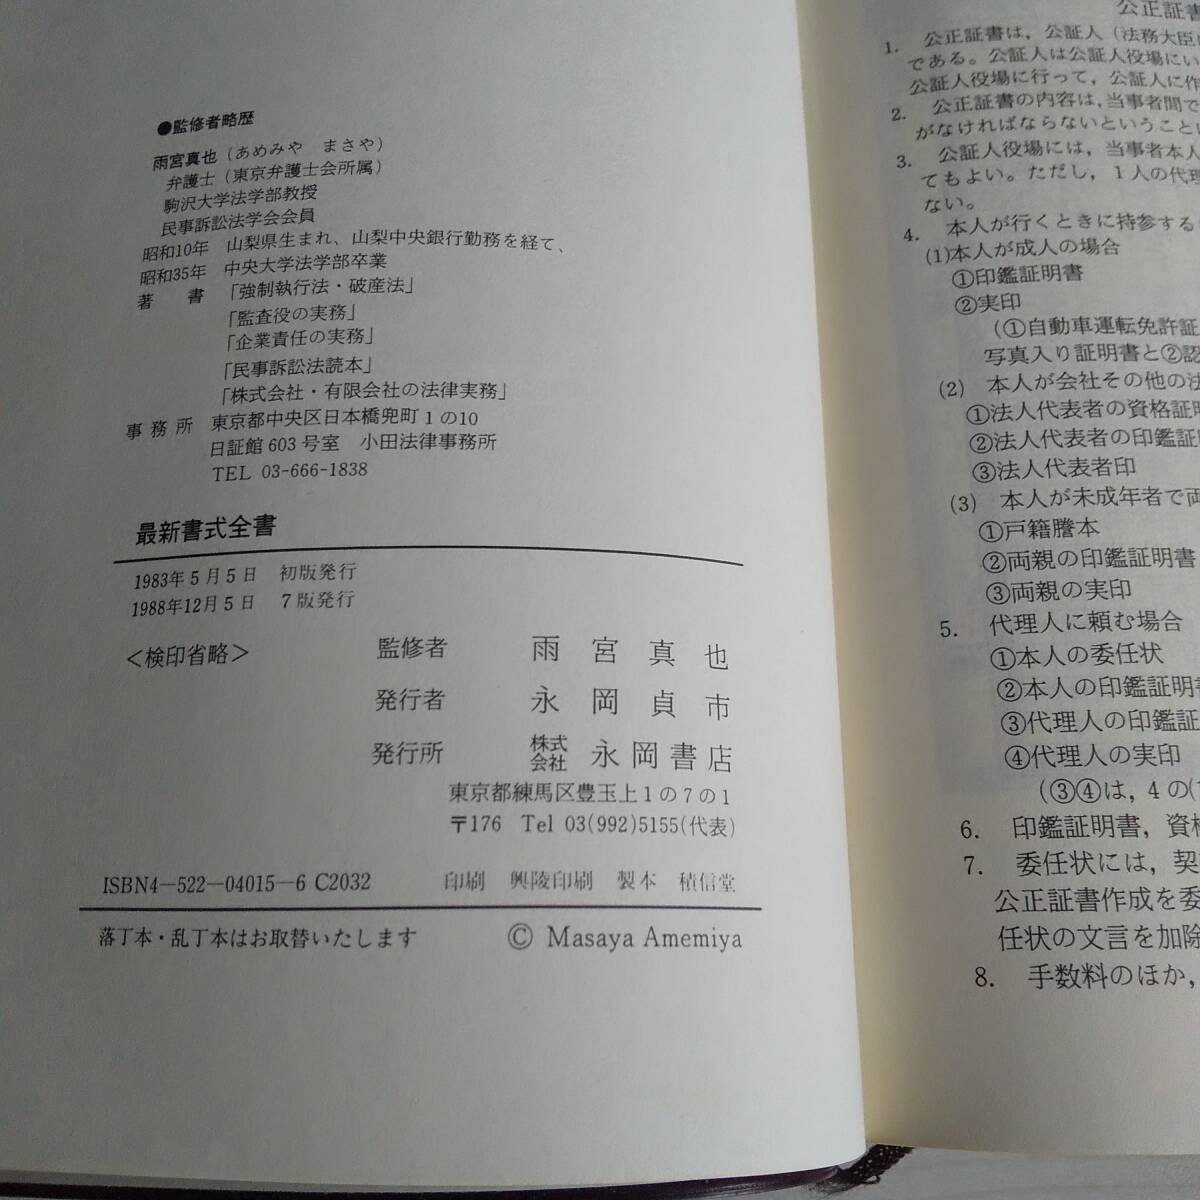 ●監修者略歴
雨宮真也（あめみや　まさや）
弁護士（東京弁護士会所属）
駒沢大学法学部教授
民事訴訟法学会会員
昭和10年　山梨県生まれ、山梨中央銀行勤務を経て、
昭和35年　中央大学法学部卒業
著　書　「強制執行法・破産法」
「監査役の実務」
「企業責任の実務」
「民事訴訟法読本」
「株式会社・有限会社の法律実務」
事務所　東京都中央区日本橋兜町1の10
日証館603号室　小田法律事務所
TEL 03-666-1838
最新書式全書
1983年5月5日　初版発行
1988年12月5日　7版発行
＜検印省略＞
監修者　雨宮真也
発行者　永岡貞市
発行所　株式会社　永岡書店
東京都練馬区豊玉上1の7の1
〒176　Tel 03(992)5155(代表)
ISBN4-522-04015-6 C2032　印刷　興陵印刷　製本　積信堂
落丁本・乱丁本はお取替いたします　© Masaya Amemiya
公正証書
1.　公正証書は，公証人（法務大臣
である。公証人は公証人役場にい
公証人役場に行って，公証人に作
2.　公正証書の内容は，当事者間で
がなければならないということ
3.　公証人役場には，当事者本人
てもよい。ただし，1人の代理
ない。
4.　本人が行くときに持参する
(1)本人が成人の場合
①印鑑証明書
②実印
（①自動車運転免許証
写真入り証明書と②認
(2)　本人が会社その他の法
①法人代表者の資格証明
②法人代表者の印鑑証明
③法人代表者印
(3)　本人が未成年者で両
①戸籍謄本
②両親の印鑑証明書
③両親の実印
5.　代理人に頼む場合
①本人の委任状
②本人の印鑑証明書
③代理人の印鑑証
④代理人の実印
（③④は，4の(1
6.　印鑑証明書，資格
7.　委任状には，契
公正証書作成を委
任状の文言を加除
8.　手数料のほか，